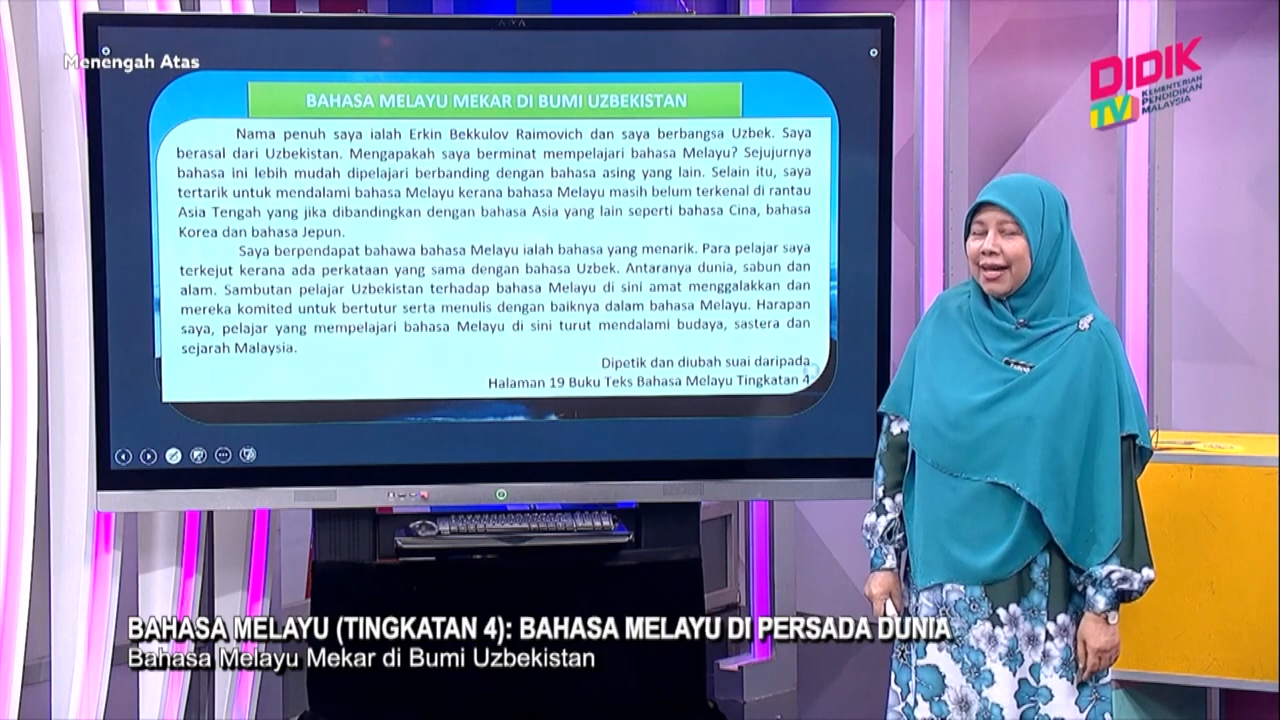 Menengah Atas
DIDIK
TV
KEMENTERIAN
PENDIDIKAN
MALAYSIA
BAHASA MELAYU MEKAR DI BUMI UZBEKISTAN
Nama penuh saya ialah Erkin Bekkulov Raimovich dan saya berbangsa Uzbek. Saya
berasal dari Uzbekistan. Mengapakah saya berminat mempelajari bahasa Melayu? Sejujurnya
bahasa ini lebih mudah dipelajari berbanding dengan bahasa asing yang lain. Selain itu, saya
tertarik untuk mendalami bahasa Melayu kerana bahasa Melayu masih belum terkenal di rantau
Asia Tengah yang jika dibandingkan dengan bahasa Asia yang lain seperti bahasa Cina, bahasa
Korea dan bahasa Jepun.
Saya berpendapat bahawa bahasa Melayu ialah bahasa yang menarik. Para pelajar saya
terkejut kerana ada perkataan yang sama dengan bahasa Uzbek. Antaranya dunia, sabun dan
alam. Sambutan pelajar Uzbekistan terhadap bahasa Melayu di sini amat menggalakkan dan
mereka komited untuk bertutur serta menulis dengan baiknya dalam bahasa Melayu. Harapan
saya, pelajar yang mempelajari bahasa Melayu di sini turut mendalami budaya, sastera dan
sejarah Malaysia.
Dipetik dan diubah suai daripada
Halaman 19 Buku Teks Bahasa Melayu Tingkatan 4
BAHASA MELAYU (TINGKATAN 4): BAHASA MELAYU DI PERSADA DUNIA
Bahasa Melayu Mekar di Bumi Uzbekistan